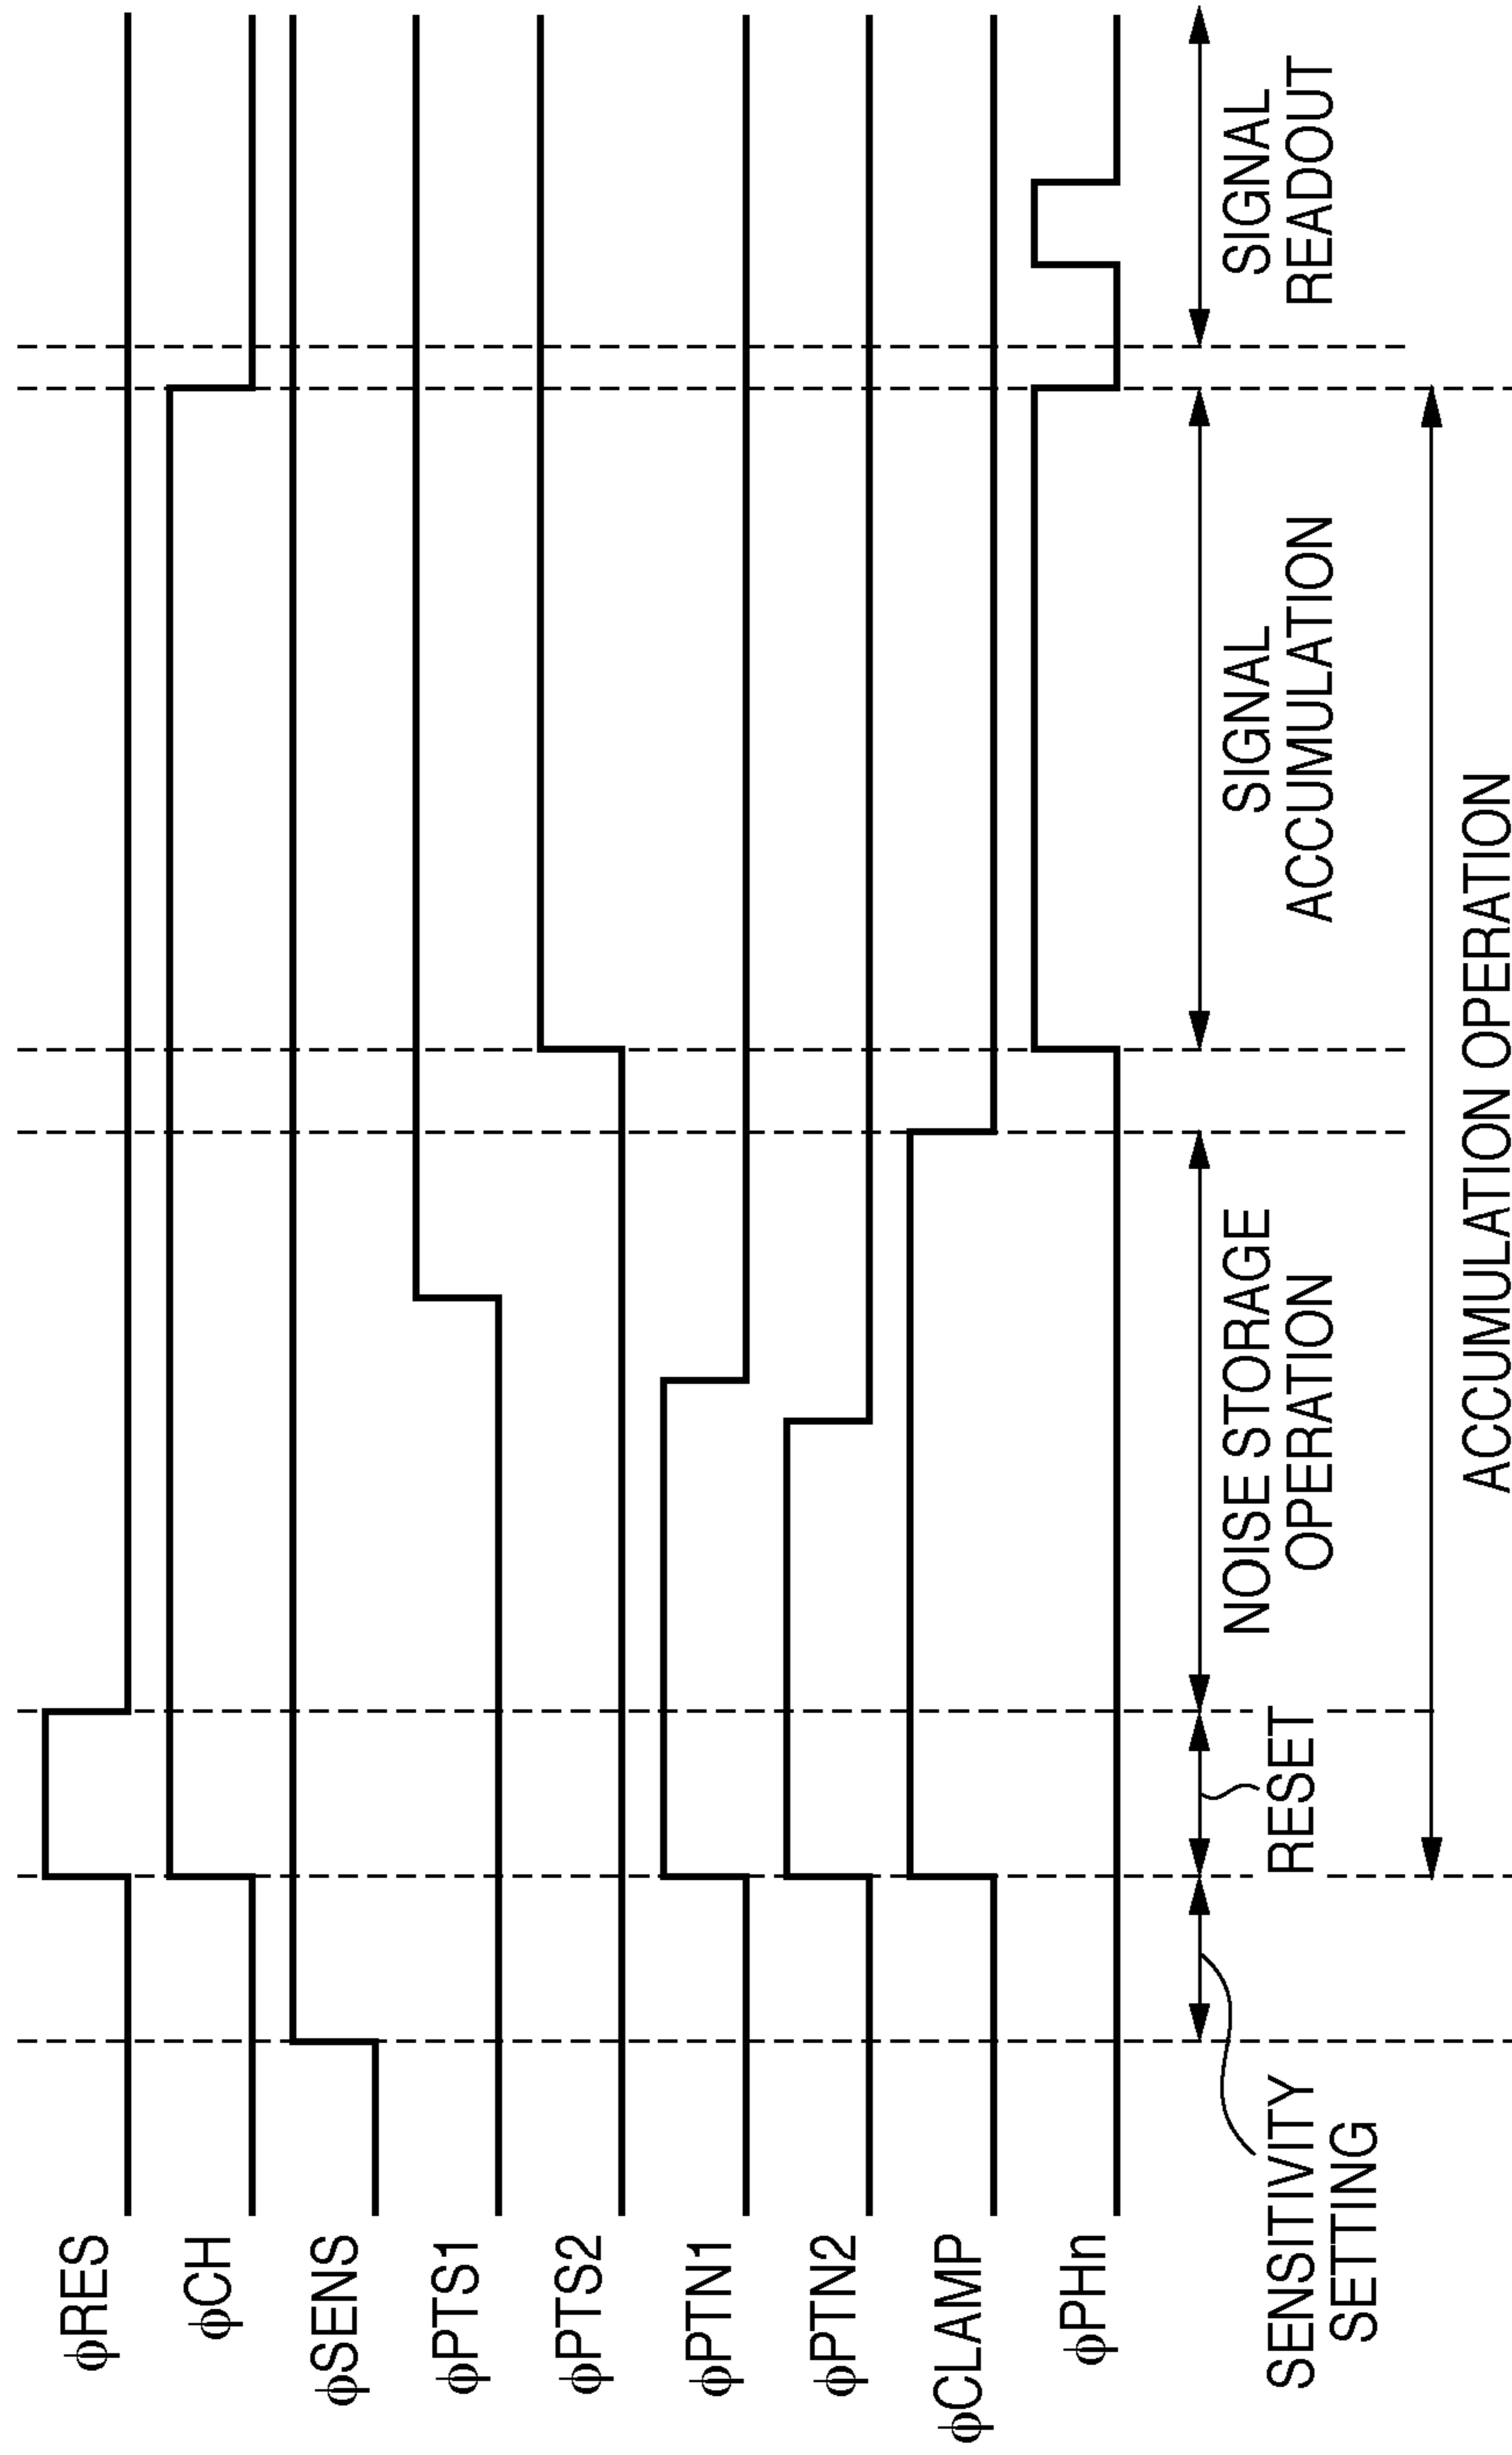 φRES
φCH
φSENS
φPTS1
φPTS2
φPTN1
φPTN2
φCLAMP
φPHn
SENSITIVITY
SETTING
RESET
NOISE STORAGE
OPERATION
SIGNAL
ACCUMULATION
SIGNAL
READOUT
ACCUMULATION OPERATION